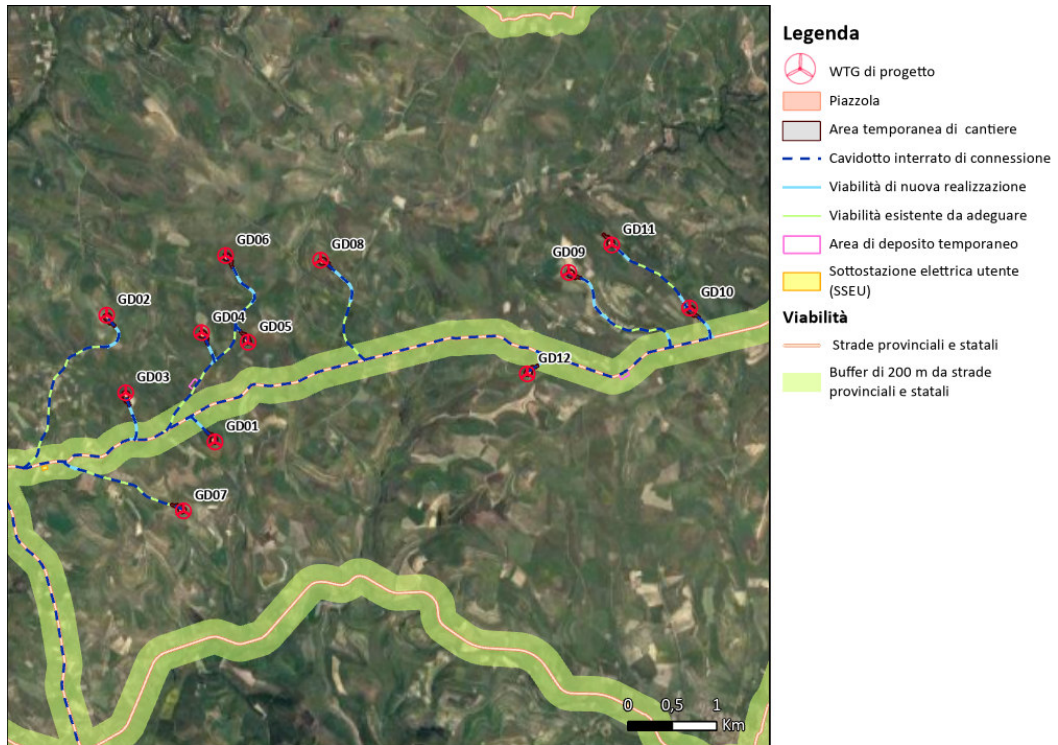 GD06
GD08
GD11
GD09
GD02
GD04
GD05
GD10
GD03
GD12
GD01
GD07
0 0,5 1
Km
Legenda
WTG di progetto
Piazzola
Area temporanea di cantiere
Cavidotto interrato di connessione
Viabilità di nuova realizzazione
Viabilità esistente da adeguare
Area di deposito temporaneo
Sottostazione elettrica utente
(SSEU)
Viabilità
Strade provinciali e statali
Buffer di 200 m da strade
provinciali e statali